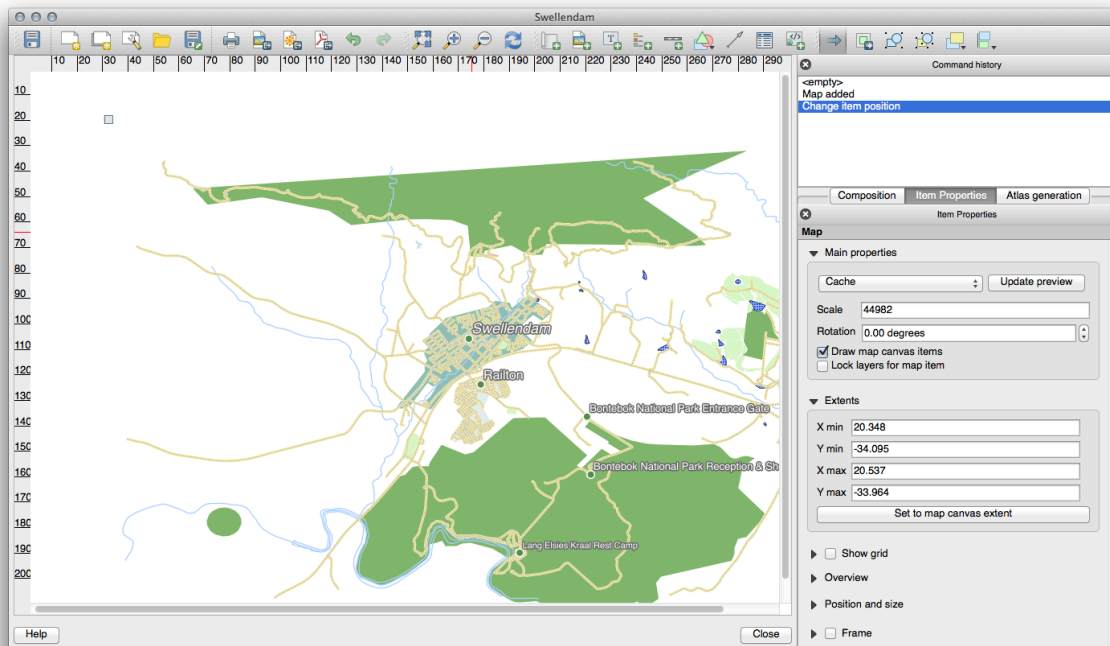 Swellendam
10 20 30 40 50 60 70 80 90 100 110 120 130 140 150 160 170 180 190 200 210 220 230 240 250 260 270 280 290
10
20
30
40
50
60
70
80
90
100
110
120
130
140
150
160
170
180
190
200
Swellendam
Railton
Bontebok National Park Entrance Gate
Bontebok National Park Reception & Sh
Lang Elsies Kraal Rest Camp
Help
Close
Command history
<empty>
Map added
Change item position
Composition
Item Properties
Atlas generation
Item Properties
Map
Main properties
Cache
Update preview
Scale 44982
Rotation 0.00 degrees
Draw map canvas items
Lock layers for map item
Extents
X min 20.348
Y min -34.095
X max 20.537
Y max -33.964
Set to map canvas extent
Show grid
Overview
Position and size
Frame